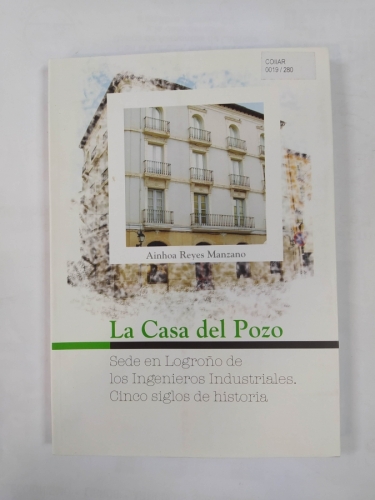 COIIAR
0019 / 280
Ainhoa Reyes Manzano
La Casa del Pozo
Sede en Logroño de
los Ingenieros Industriales.
Cinco siglos de historia